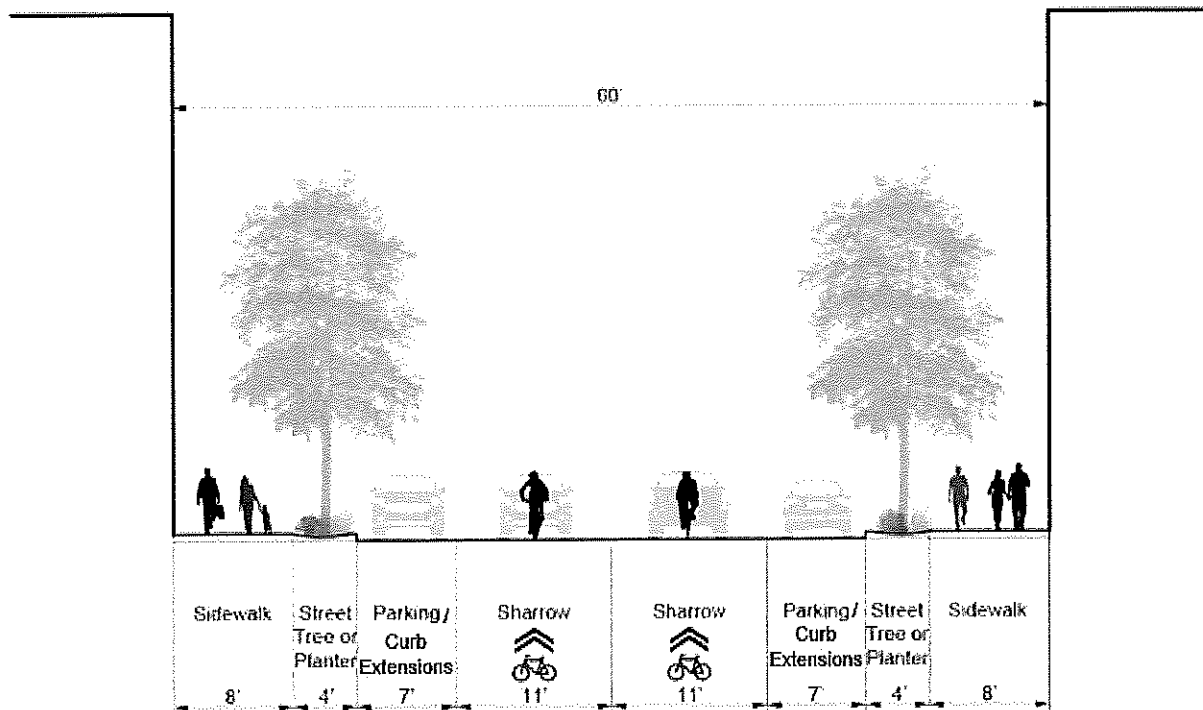 60'
Sidewalk
Street
Tree or
Planter
Parking/
Curb
Extensions
Sharrow
Sharrow
Parking/
Curb
Extensions
Street
Tree or
Planter
Sidewalk
8'
4'
7'
11'
11'
7'
4'
8'